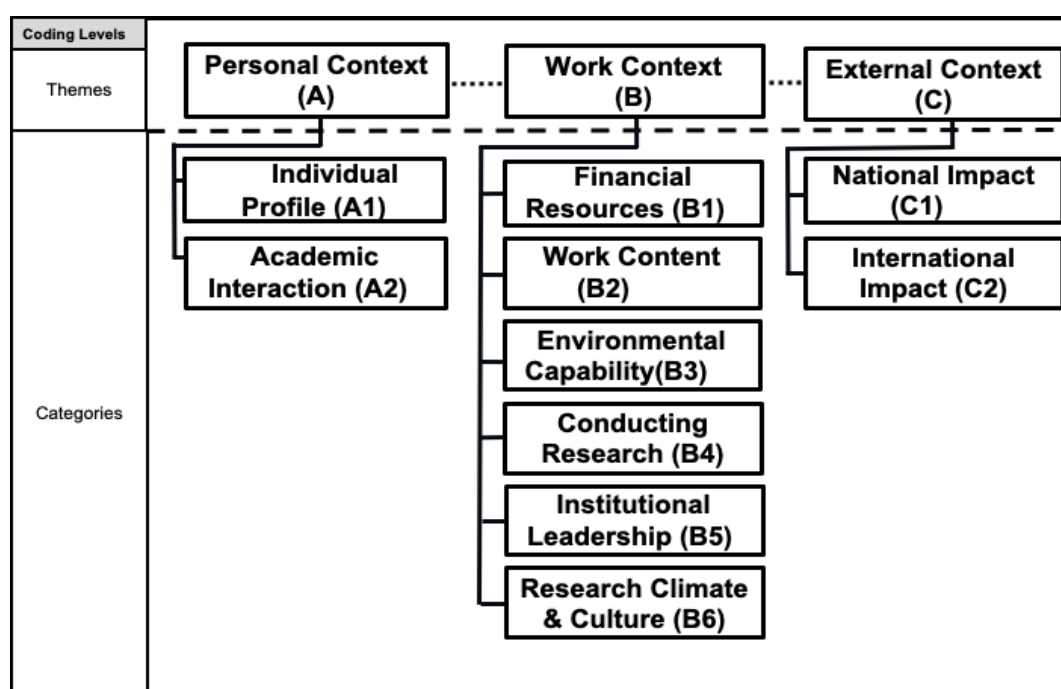 Coding Levels
Themes
Personal Context
(A)
Work Context
(B)
External Context
(C)
Categories
Individual
Profile (A1)
Academic
Interaction (A2)
Financial
Resources (B1)
Work Content
(B2)
Environmental
Capability(B3)
Conducting
Research (B4)
Institutional
Leadership (B5)
Research Climate
& Culture (B6)
National Impact
(C1)
International
Impact (C2)